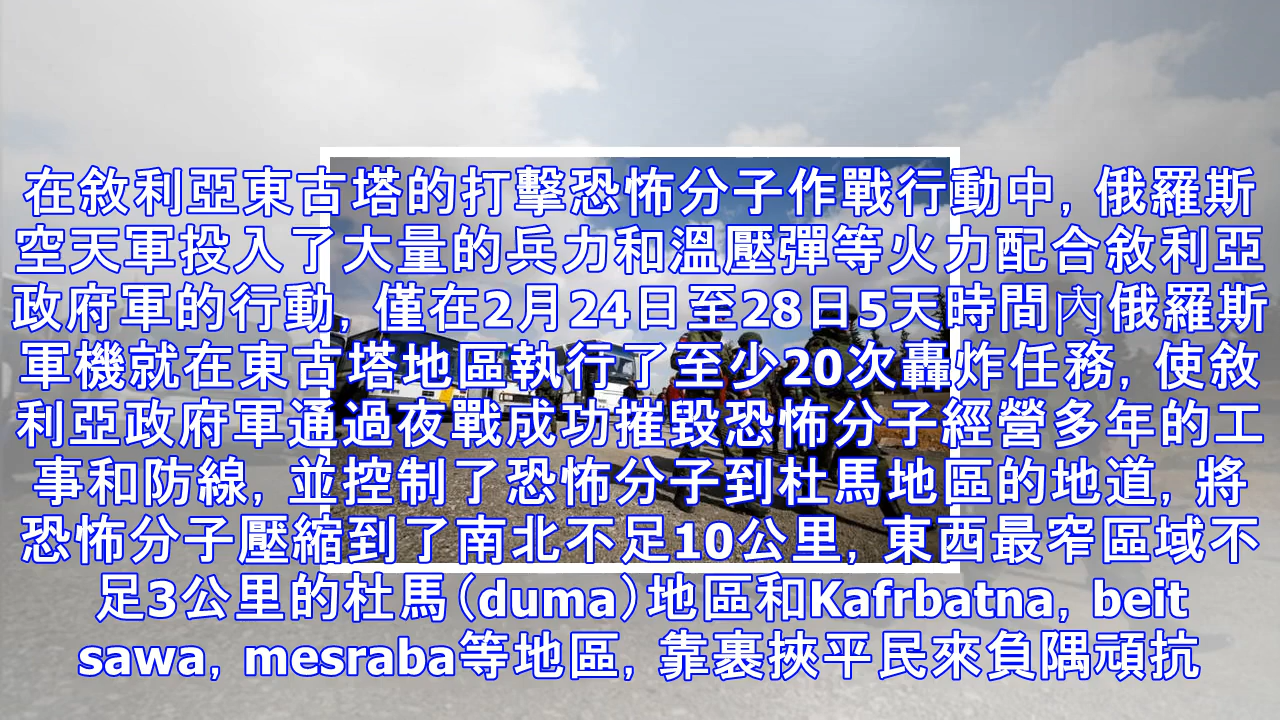 在敘利亞東古塔的打擊恐怖分子作戰行動中, 俄羅斯
空天軍投入了大量的兵力和溫壓彈等火力配合敘利亞
政府軍的行動, 僅在2月24日至28日5天時間內俄羅斯
軍機就在東古塔地區執行了至少20次轟炸任務, 使敘
利亞政府軍通過夜戰成功摧毀恐怖分子經營多年的工
事和防線, 並控制了恐怖分子到杜馬地區的地道, 將
恐怖分子壓縮到了南北不足10公里, 東西最窄區域不
足3公里的杜馬(duma)地區和Kafrbatna, beit
sawa, mesraba等地區, 靠裹挾平民來負隅頑抗